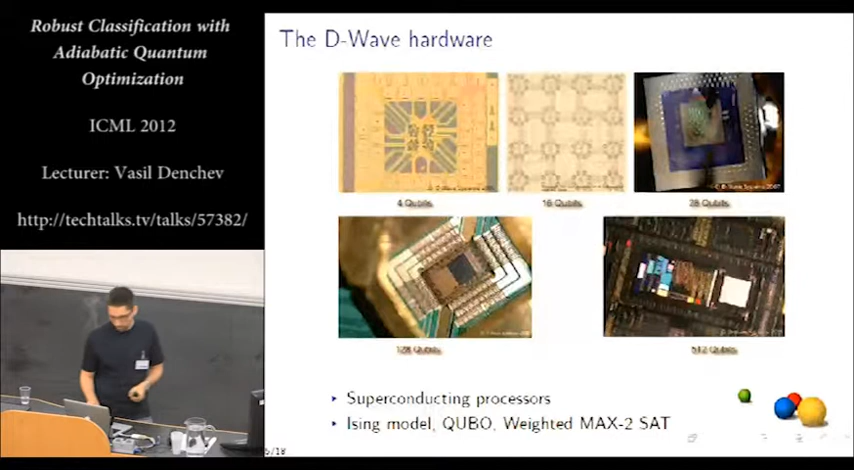 Robust Classification with
Adiabatic Quantum
Optimization
ICML 2012
Lecturer: Vasil Denchev
http://techtalks.tv/talks/57382/
The D-Wave hardware
4 Qubits
16 Qubits
28 Qubits
128 Qubits
512 Qubits
Superconducting processors
Ising model, QUBO, Weighted MAX-2 SAT